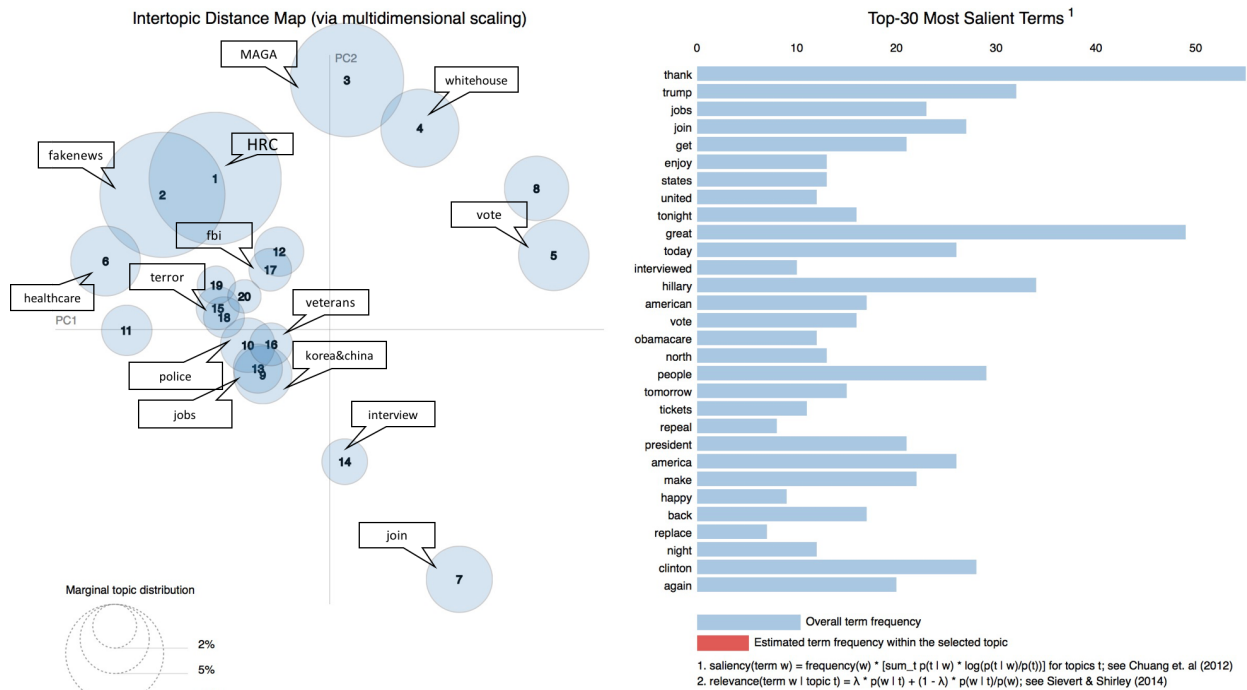 Intertopic Distance Map (via multidimensional scaling)
PC2
MAGA
3
whitehouse
4
HRC
fakenews
1
2
8
vote
5
fbi
12
17
6
terror
19
20
healthcare
15
18
veterans
PC1
11
10
16
korea&china
police
13
9
jobs
interview
14
join
7
Marginal topic distribution
2%
5%
Top-30 Most Salient Terms 1
0 10 20 30 40 50
thank
trump
jobs
join
get
enjoy
states
united
tonight
great
today
interviewed
hillary
american
vote
obamacare
north
people
tomorrow
tickets
repeal
president
america
make
happy
back
replace
night
clinton
again
Overall term frequency
Estimated term frequency within the selected topic
1. saliency(term w) = frequency(w) * [sum_t p(t | w) * log(p(t | w)/p(t))] for topics t; see Chuang et. al (2012)
2. relevance(term w | topic t) = λ * p(w | t) + (1 - λ) * p(w | t)/p(w); see Sievert & Shirley (2014)